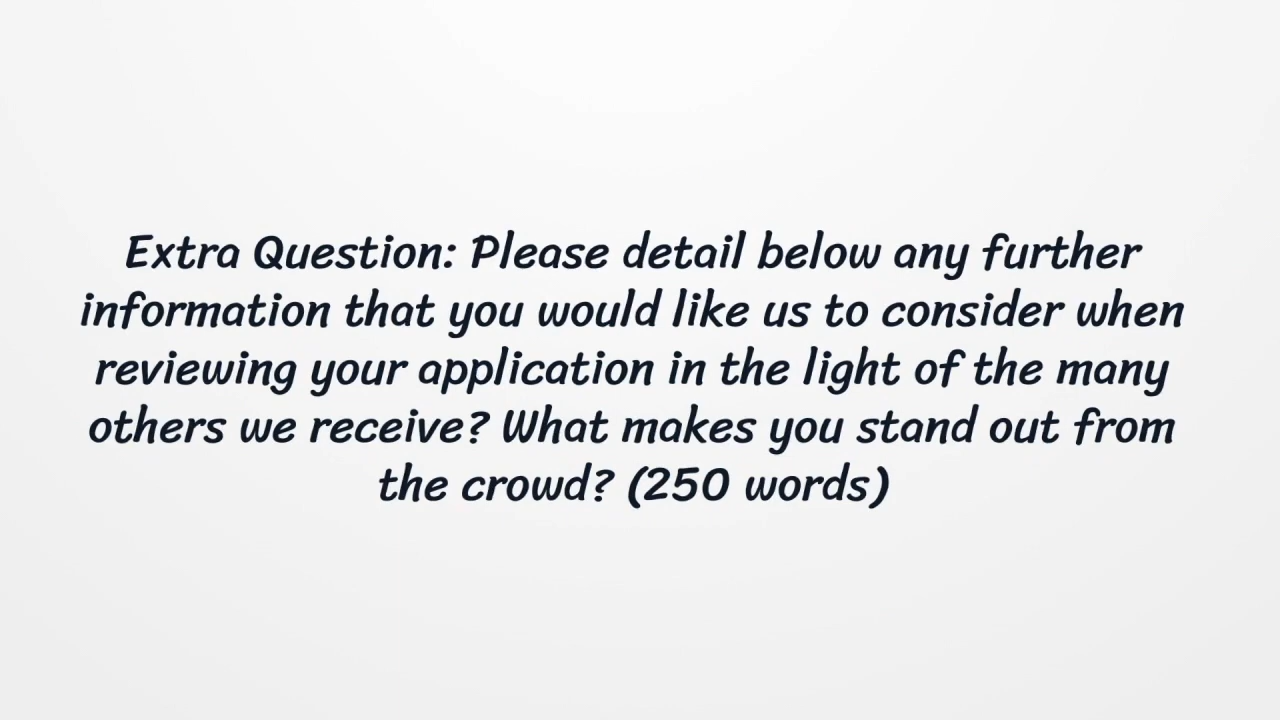 Extra Question: Please detail below any further
information that you would like us to consider when
reviewing your application in the light of the many
others we receive? What makes you stand out from
the crowd? (250 words)